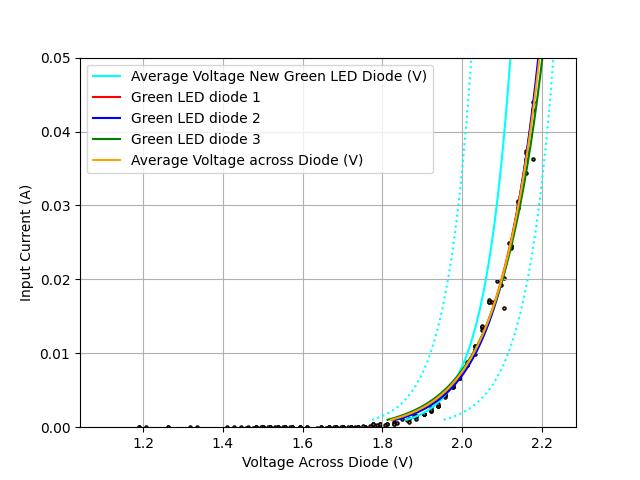 0.05
0.04
0.03
0.02
0.01
0.00
Input Current (A)
Average Voltage New Green LED Diode (V)
Green LED diode 1
Green LED diode 2
Green LED diode 3
Average Voltage across Diode (V)
1.2 1.4 1.6 1.8 2.0 2.2
Voltage Across Diode (V)